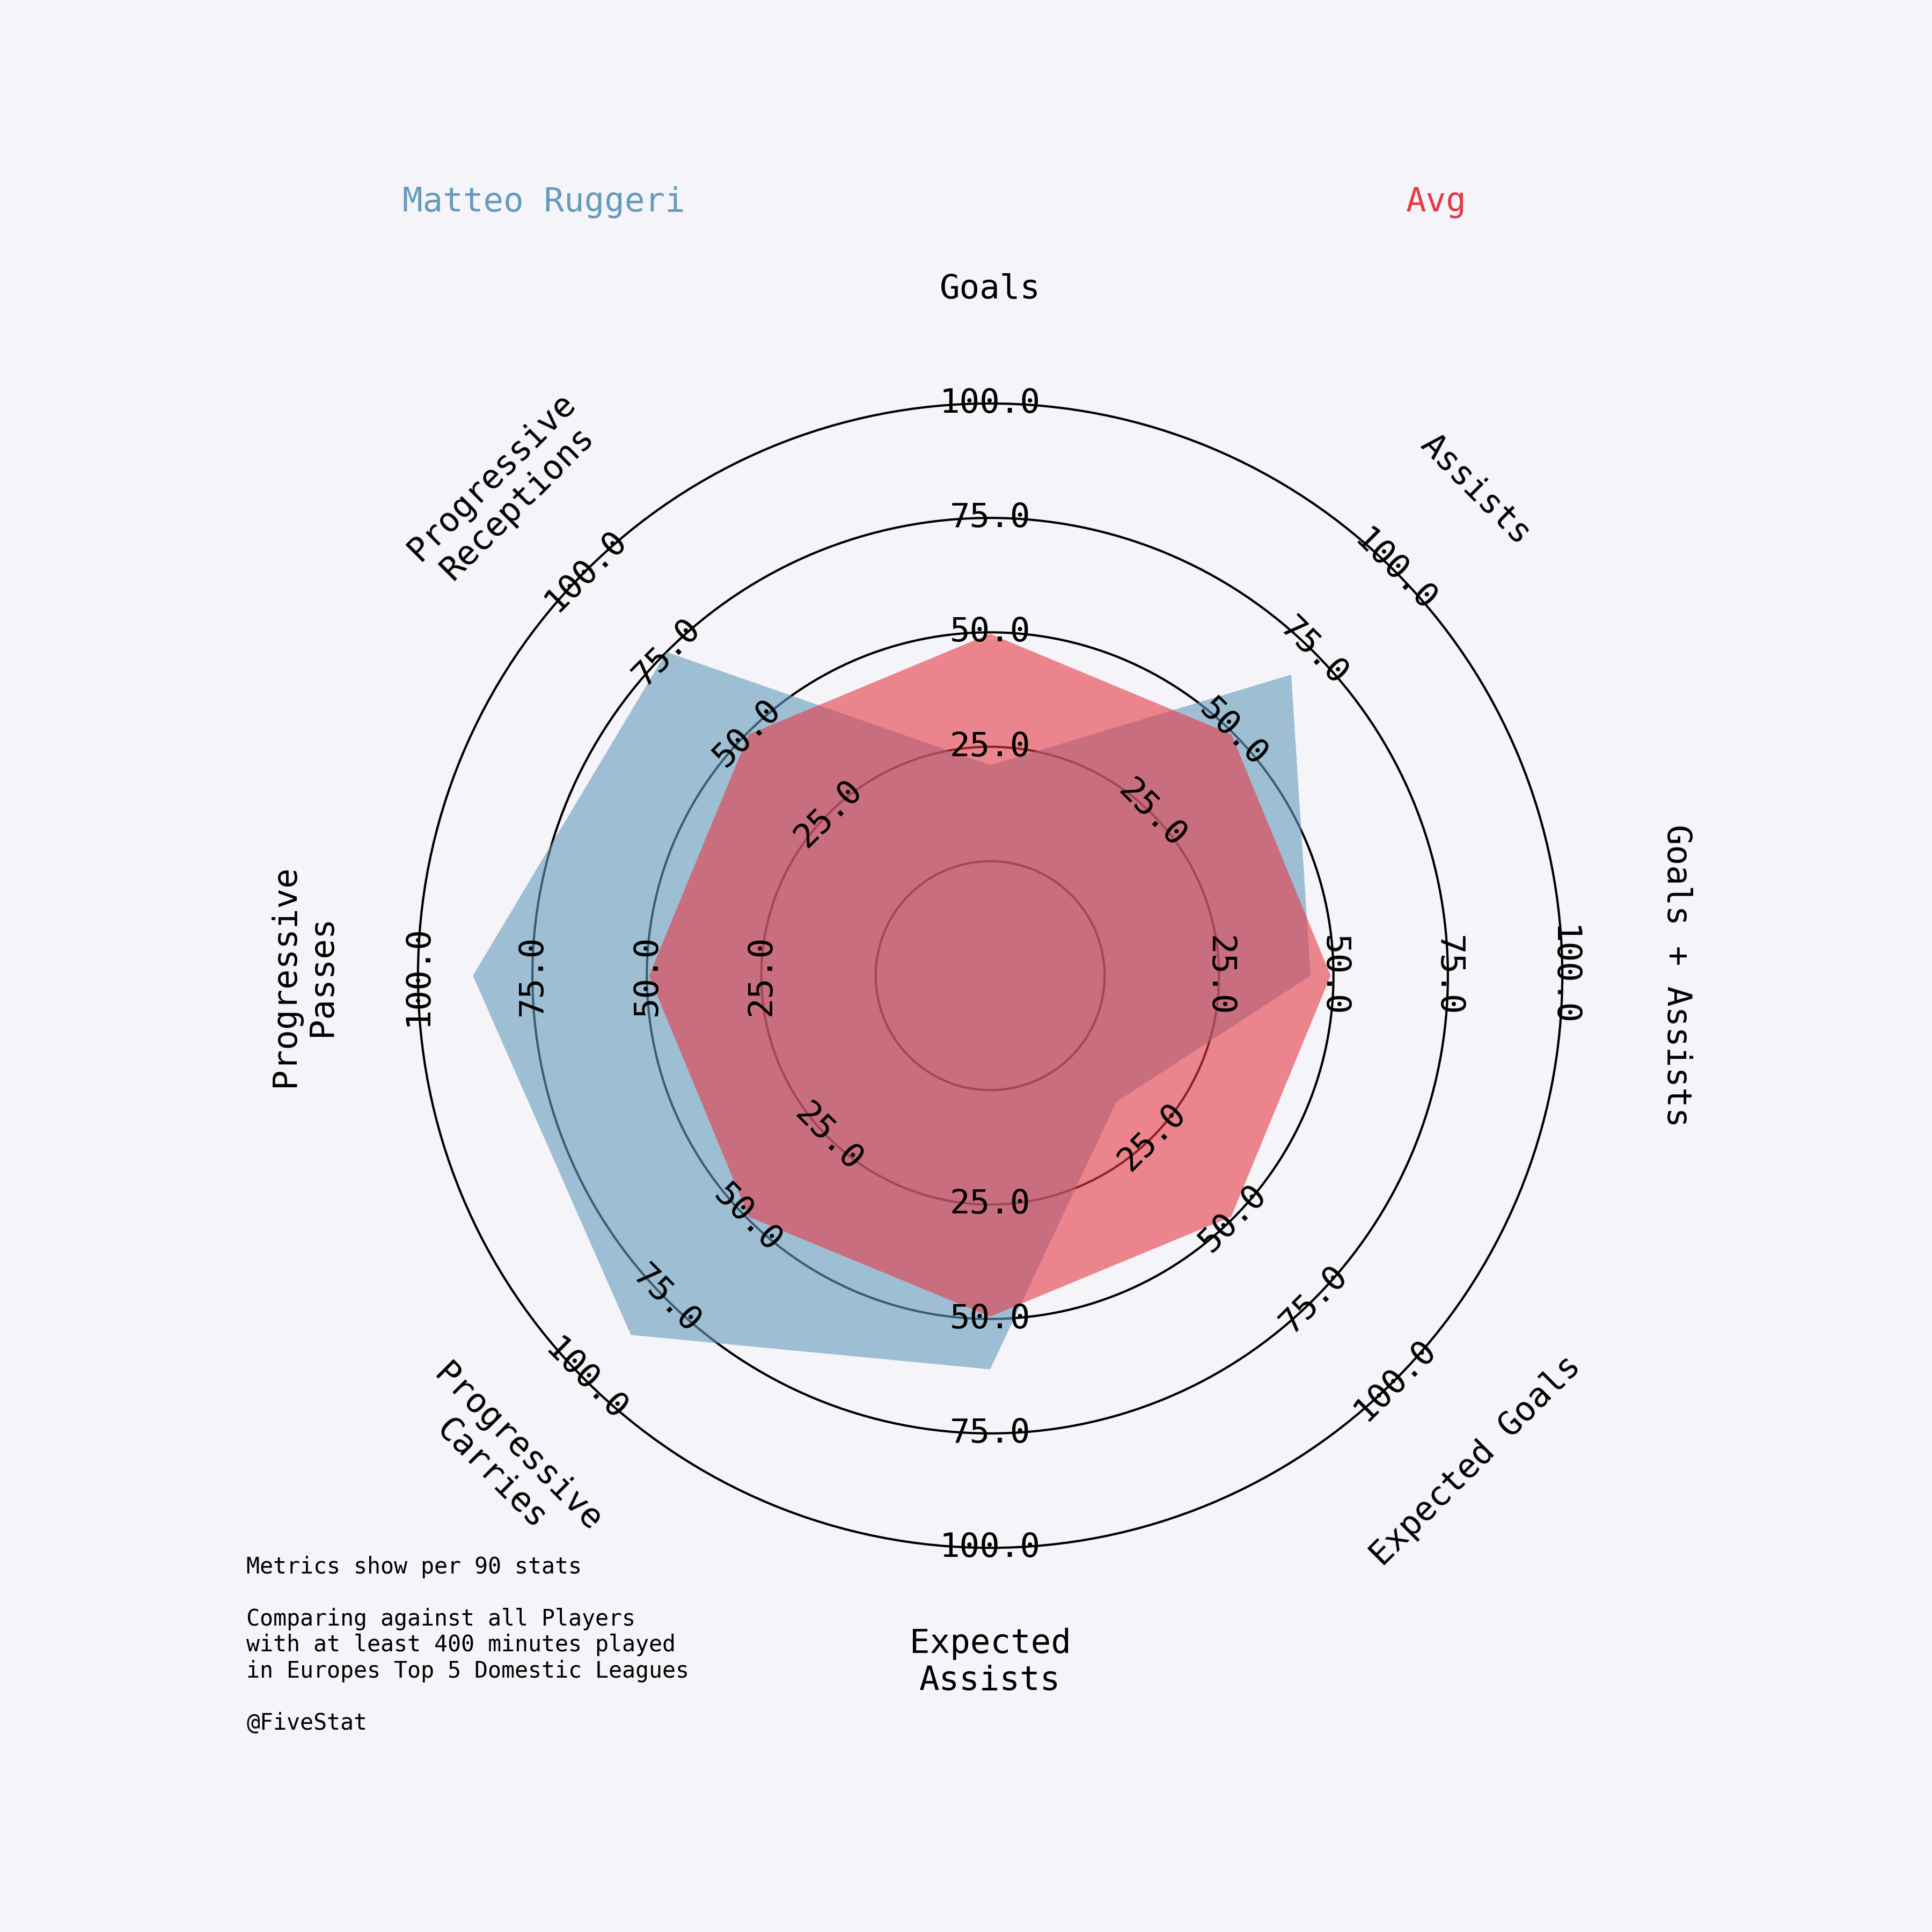 Matteo Ruggeri
Avg
Goals
Assists
Goals + Assists
Expected Goals
Expected
Assists
Progressive
Carries
Progressive
Passes
Progressive
Receptions
25.0
50.0
75.0
100.0
25.0
50.0
75.0
100.0
25.0
50.0
75.0
100.0
25.0
50.0
75.0
100.0
25.0
50.0
75.0
100.0
25.0
50.0
75.0
100.0
25.0
50.0
75.0
100.0
25.0
50.0
75.0
100.0
Metrics show per 90 stats
Comparing against all Players
with at least 400 minutes played
in Europes Top 5 Domestic Leagues
@FiveStat